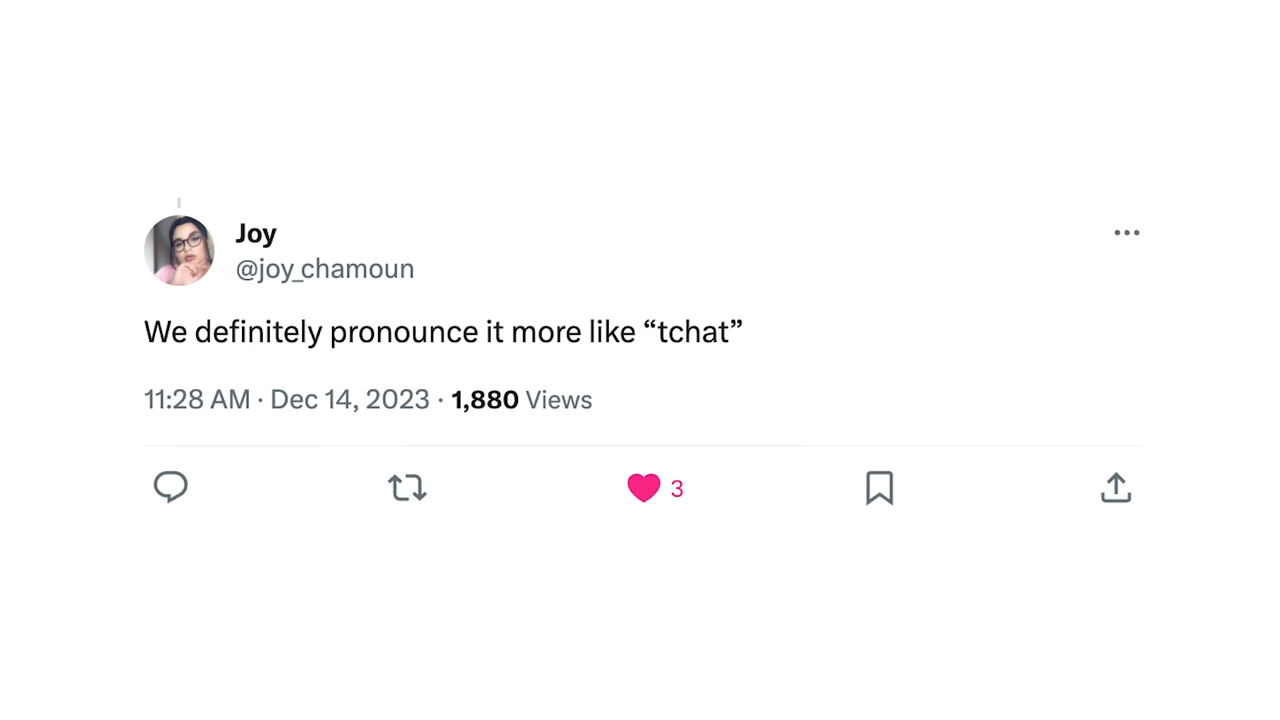 Joy
@joy_chamoun
We definitely pronounce it more like “tchat”
11:28 AM · Dec 14, 2023 · 1,880 Views
3